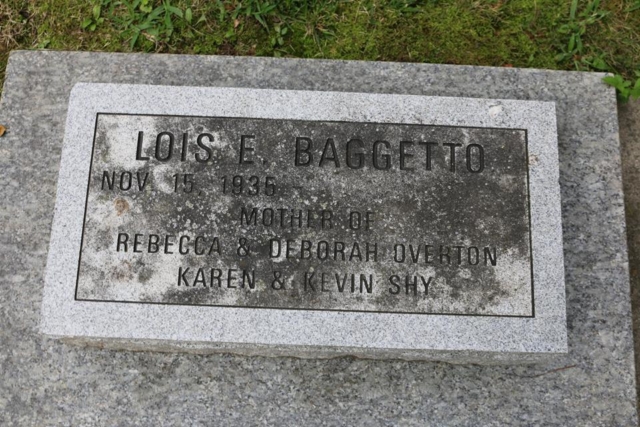 LOIS E. BAGGETTO
NOV. 15, 1935 -
MOTHER OF
REBECCA & DEBORAH OVERTON
KAREN & KEVIN SHY